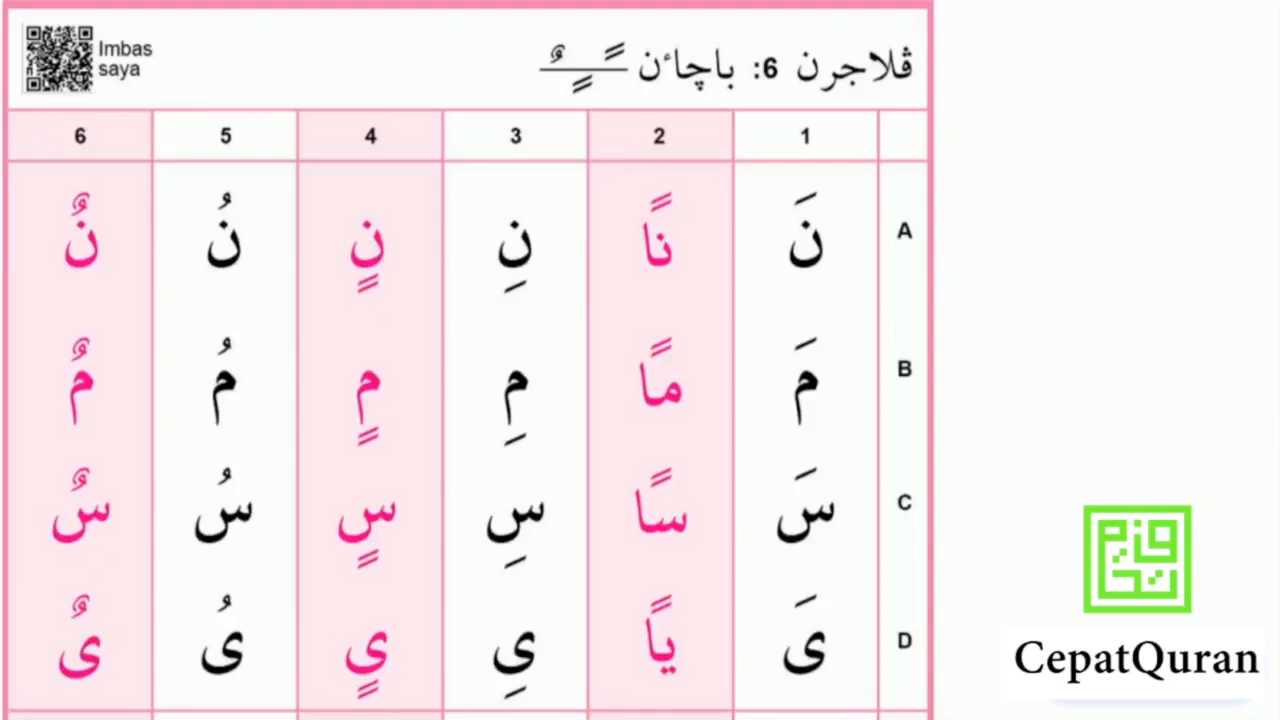 Imbas
saya
ڤلاجرن 6: باچاءن ـًـٍـٌ
1 2 3 4 5 6
A نَ نًا نِ نٍ نُ نٌ
B مَ مًا مِ مٍ مُ مٌ
C سَ سًا سِ سٍ سُ سٌ
D يَ يًا يِ يٍ يُ يٌ
CepatQuran